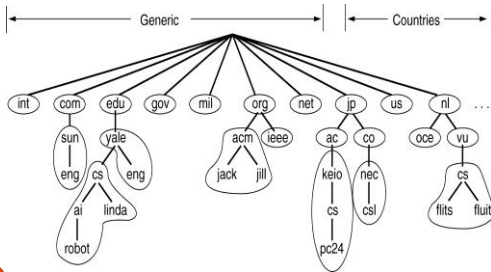 Generic Countries
int com edu gov mil org net jp us nl ...
sun yale acm ieee ac co oce vu
eng cs eng jack jill keio nec cs
ai linda cs csl flits fluit
robot pc24